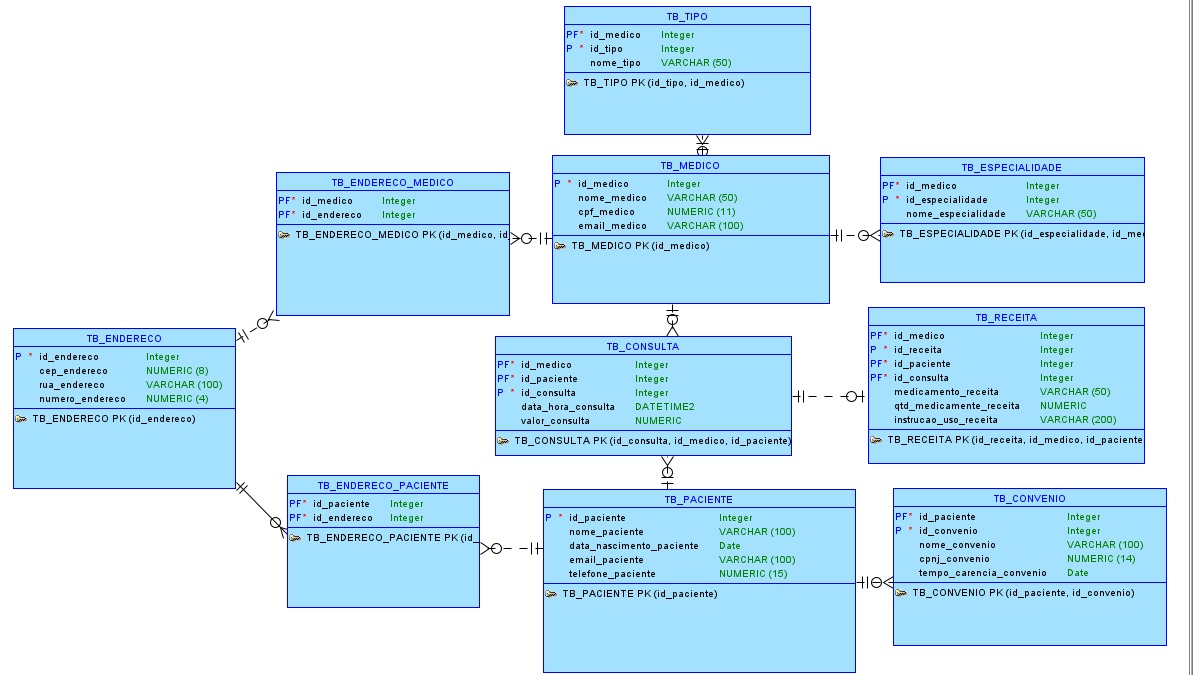 TB_TIPO
PF* id_medico Integer
P * id_tipo Integer
nome_tipo VARCHAR (50)
TB_TIPO PK (id_tipo, id_medico)
TB_ENDERECO_MEDICO
PF* id_medico Integer
PF* id_endereco Integer
TB_ENDERECO_MEDICO PK (id_medico, id_
TB_MEDICO
P * id_medico Integer
nome_medico VARCHAR (50)
cpf_medico NUMERIC (11)
email_medico VARCHAR (100)
TB_MEDICO PK (id_medico)
TB_ESPECIALIDADE
PF* id_medico Integer
P * id_especialidade Integer
nome_especialidade VARCHAR (50)
TB_ESPECIALIDADE PK (id_especialidade, id_me
TB_ENDERECO
P * id_endereco Integer
cep_endereco NUMERIC (8)
rua_endereco VARCHAR (100)
numero_endereco NUMERIC (4)
TB_ENDERECO PK (id_endereco)
TB_CONSULTA
PF* id_medico Integer
PF* id_paciente Integer
P * id_consulta Integer
data_hora_consulta DATETIME2
valor_consulta NUMERIC
TB_CONSULTA PK (id_consulta, id_medico, id_paciente)
TB_RECEITA
PF* id_medico Integer
P * id_receita Integer
PF* id_paciente Integer
PF* id_consulta Integer
medicamento_receita VARCHAR (50)
qtd_medicamente_receita NUMERIC
instrucao_uso_receita VARCHAR (200)
TB_RECEITA PK (id_receita, id_medico, id_paciente
TB_ENDERECO_PACIENTE
PF* id_paciente Integer
PF* id_endereco Integer
TB_ENDERECO_PACIENTE PK (id_
TB_PACIENTE
P * id_paciente Integer
nome_paciente VARCHAR (100)
data_nascimento_paciente Date
email_paciente VARCHAR (100)
telefone_paciente NUMERIC (15)
TB_PACIENTE PK (id_paciente)
TB_CONVENIO
PF* id_paciente Integer
P * id_convenio Integer
nome_convenio VARCHAR (100)
cpnj_convenio NUMERIC (14)
tempo_carencia_convenio Date
TB_CONVENIO PK (id_paciente, id_convenio)